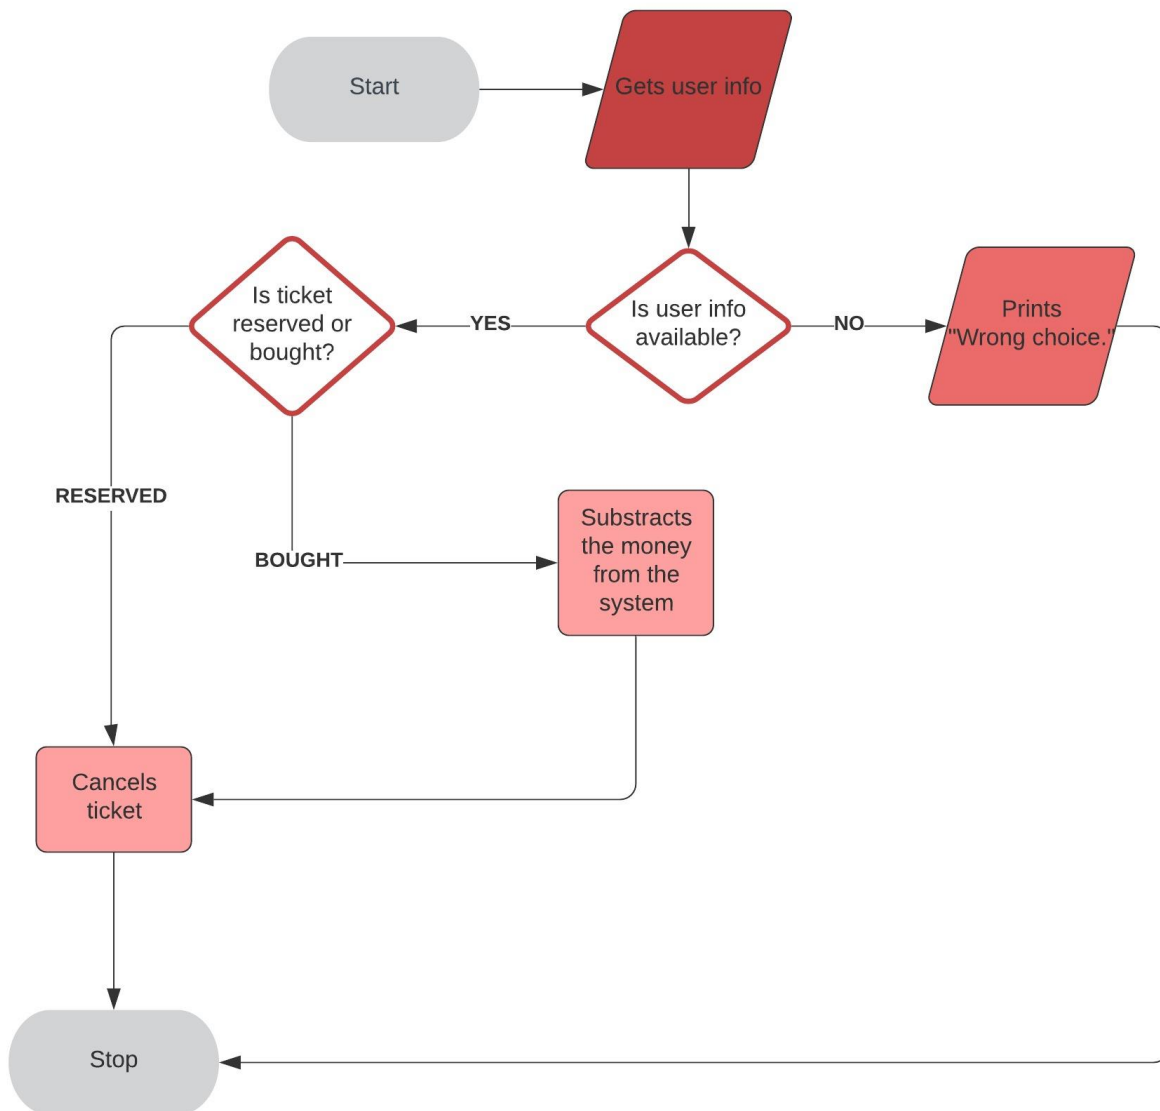 Start
Gets user info
Is ticket
reserved or
bought?
YES
Is user info
available?
NO
Prints
"Wrong choice."
RESERVED
BOUGHT
Substracts
the money
from the
system
Cancels
ticket
Stop